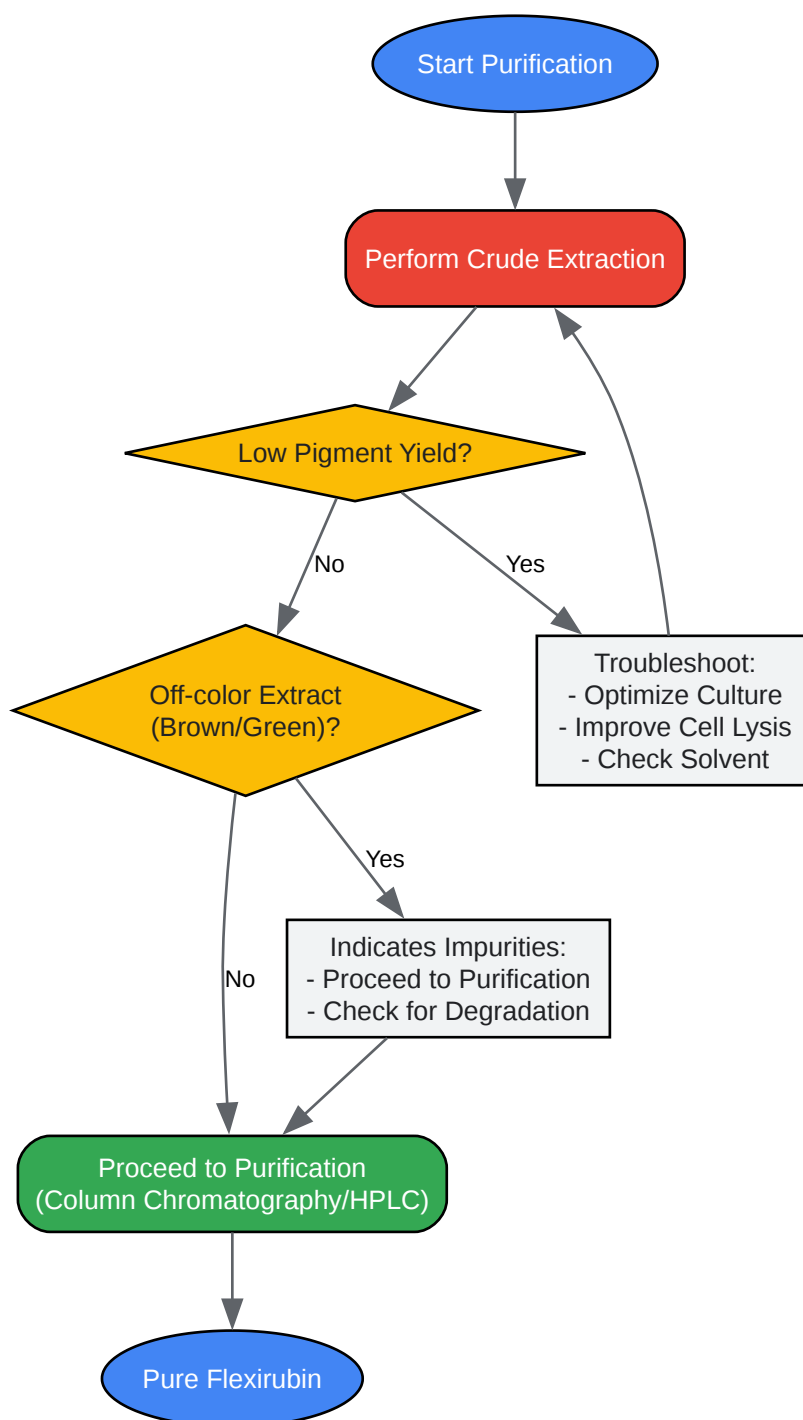 Start Purification
Perform Crude Extraction
Low Pigment Yield?
No
Yes
Off-color Extract
(Brown/Green)?
Troubleshoot:
- Optimize Culture
- Improve Cell Lysis
- Check Solvent
Yes
No
Indicates Impurities:
- Proceed to Purification
- Check for Degradation
Proceed to Purification
(Column Chromatography/HPLC)
Pure Flexirubin